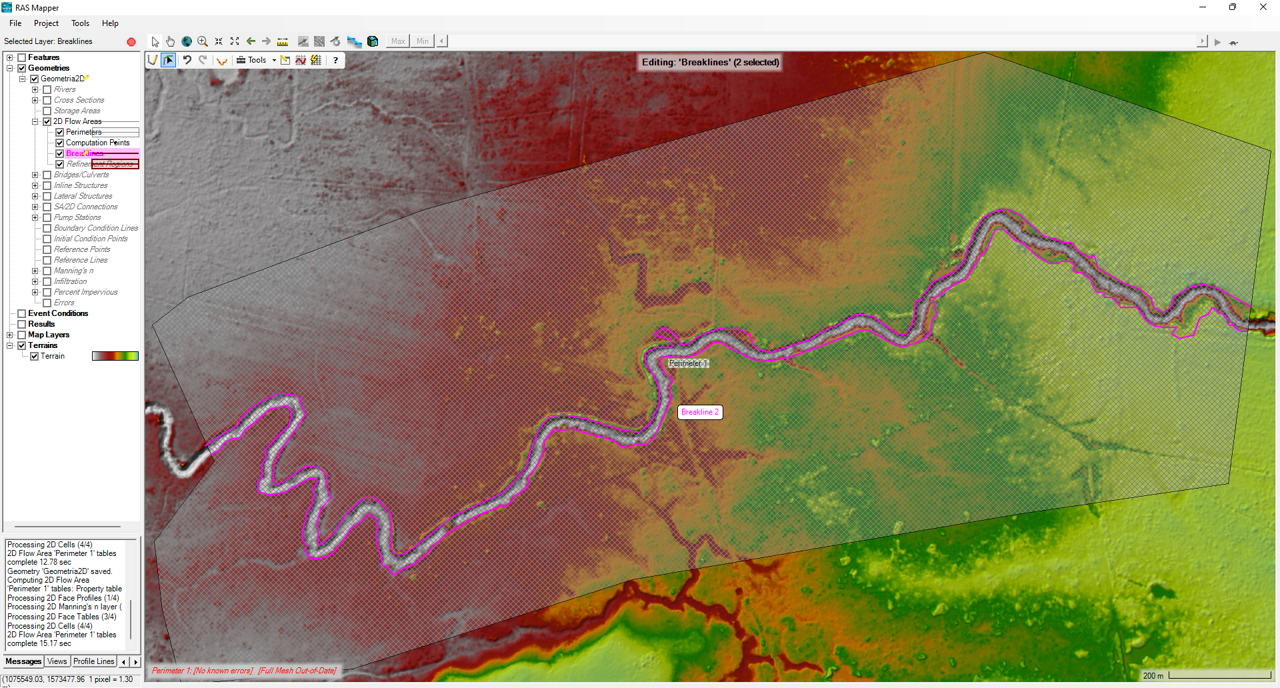 RAS Mapper
File Project Tools Help
Selected Layer: Breaklines
Max Min
Features
Geometries
Geometria2D
Rivers
Cross Sections
Storage Areas
2D Flow Areas
Perimeters
Computation Points
Breaklines
Refinement Regions
Bridges/Culverts
Inline Structures
Lateral Structures
SA/2D Connections
Pump Stations
Boundary Condition Lines
Initial Condition Points
Reference Points
Reference Lines
Manning's n
Infiltration
Percent Impervious
Errors
Event Conditions
Results
Map Layers
Terrains
Terrain
Tools ?
Editing: 'Breaklines' (2 selected)
Perimeter 1
Breakline 2
Processing 2D Cells (4/4)
2D Flow Area 'Perimeter 1' tables
complete 12.78 sec
Geometry 'Geometria2D' saved.
Computing 2D Flow Area
'Perimeter 1' tables: Property table
Processing 2D Face Profiles (1/4)
Processing 2D Manning's n layer (
Processing 2D Face Tables (3/4)
Processing 2D Cells (4/4)
2D Flow Area 'Perimeter 1' tables
complete 15.17 sec
Messages Views Profile Lines
Perimeter 1: [No known errors] [Full Mesh Out-of-Date]
200 m
(1075549.03, 1573477.96 1 pixel = 1.30